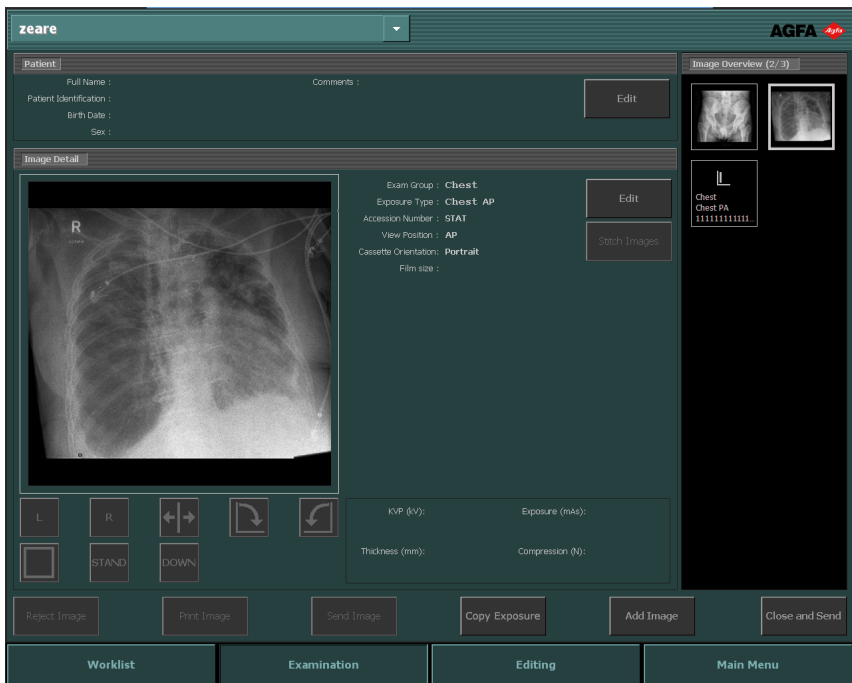 zeare
AGFA Agfa
Patient
Full Name :
Comments :
Patient Identification :
Birth Date :
Sex :
Edit
Image Overview (2/3)
Chest
Chest PA
111111111111...
Image Detail
R
Exam Group : Chest
Exposure Type : Chest AP
Accession Number : STAT
View Position : AP
Cassette Orientation: Portrait
Film size :
Edit
Stitch Images
L
R
STAND
DOWN
KVP (kV):
Exposure (mAs):
Thickness (mm):
Compression (N):
Reject Image
Print Image
Send Image
Copy Exposure
Add Image
Close and Send
Worklist
Examination
Editing
Main Menu